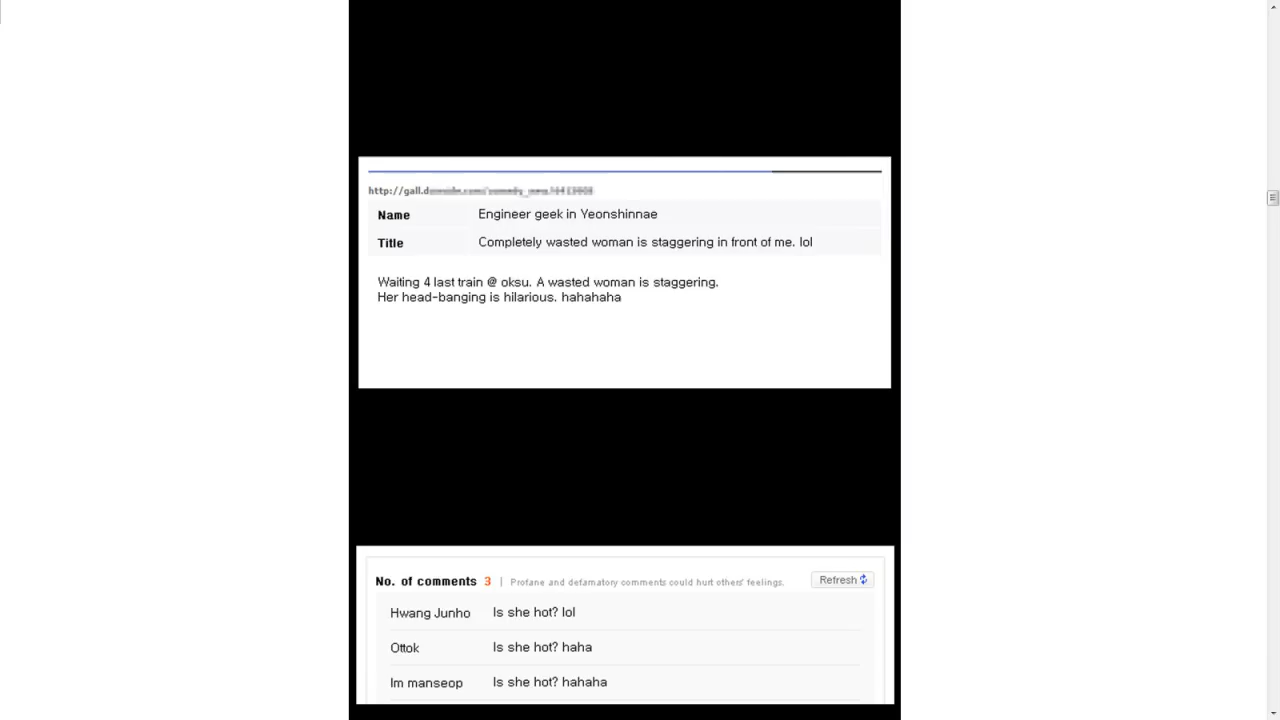 http://gall.d
Name Engineer geek in Yeonshinnae
Title Completely wasted woman is staggering in front of me. lol
Waiting 4 last train @ oksu. A wasted woman is staggering.
Her head-banging is hilarious. hahahaha
No. of comments 3 | Profane and defamatory comments could hurt others' feelings. Refresh
Hwang Junho Is she hot? lol
Ottok Is she hot? haha
Im manseop Is she hot? hahaha